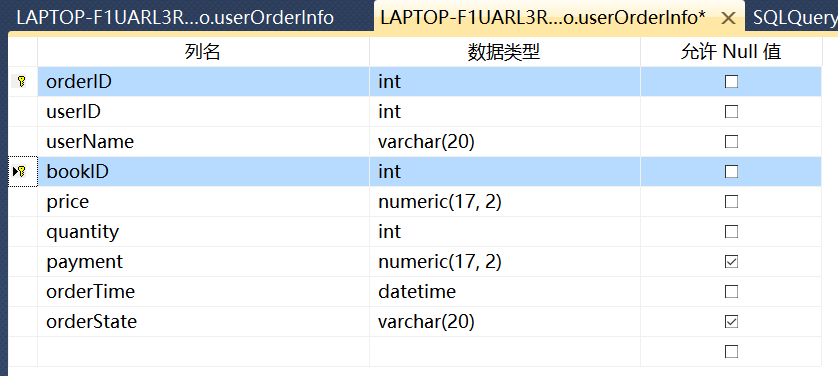 LAPTOP-F1UARL3R...o.userOrderInfo LAPTOP-F1UARL3R...o.userOrderInfo* SQLQuery
列名 数据类型 允许 Null 值
orderID int
userID int
userName varchar(20)
bookID int
price numeric(17, 2)
quantity int
payment numeric(17, 2)
orderTime datetime
orderState varchar(20)